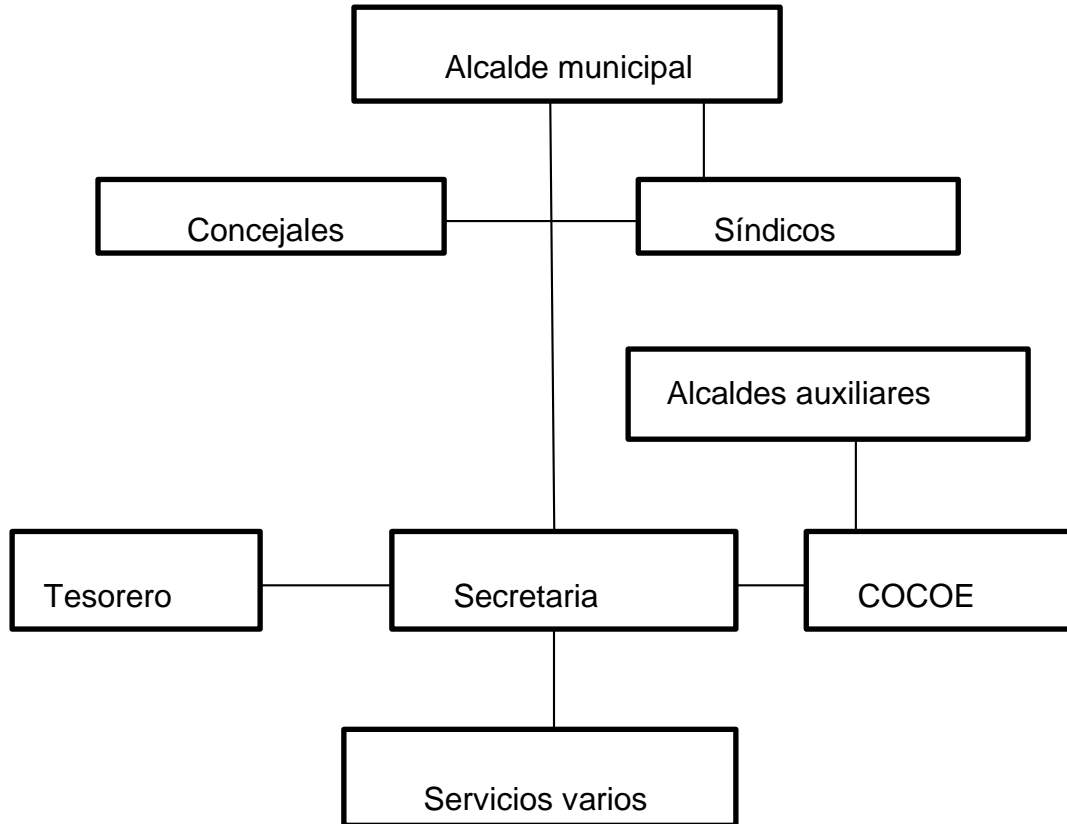 Alcalde municipal
Concejales
Síndicos
Alcaldes auxiliares
Tesorero
Secretaria
COCOE
Servicios varios